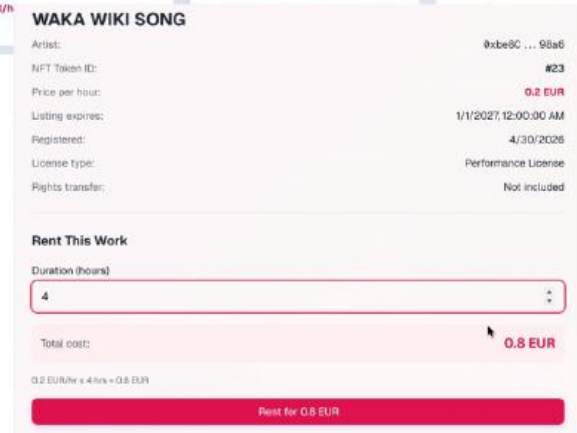 WAKA WIKI SONG
Artist: 0xbe8C ... 98a6
NFT Token ID: #23
Price per hour: 0.2 EUR
Listing expires: 1/1/2027, 12:00:00 AM
Registered: 4/30/2026
License type: Performance License
Rights transfer: Not included
Rent This Work
Duration (hours)
4
Total cost: 0.8 EUR
0.2 EUR/hr x 4 hrs = 0.8 EUR
Rent for 0.8 EUR